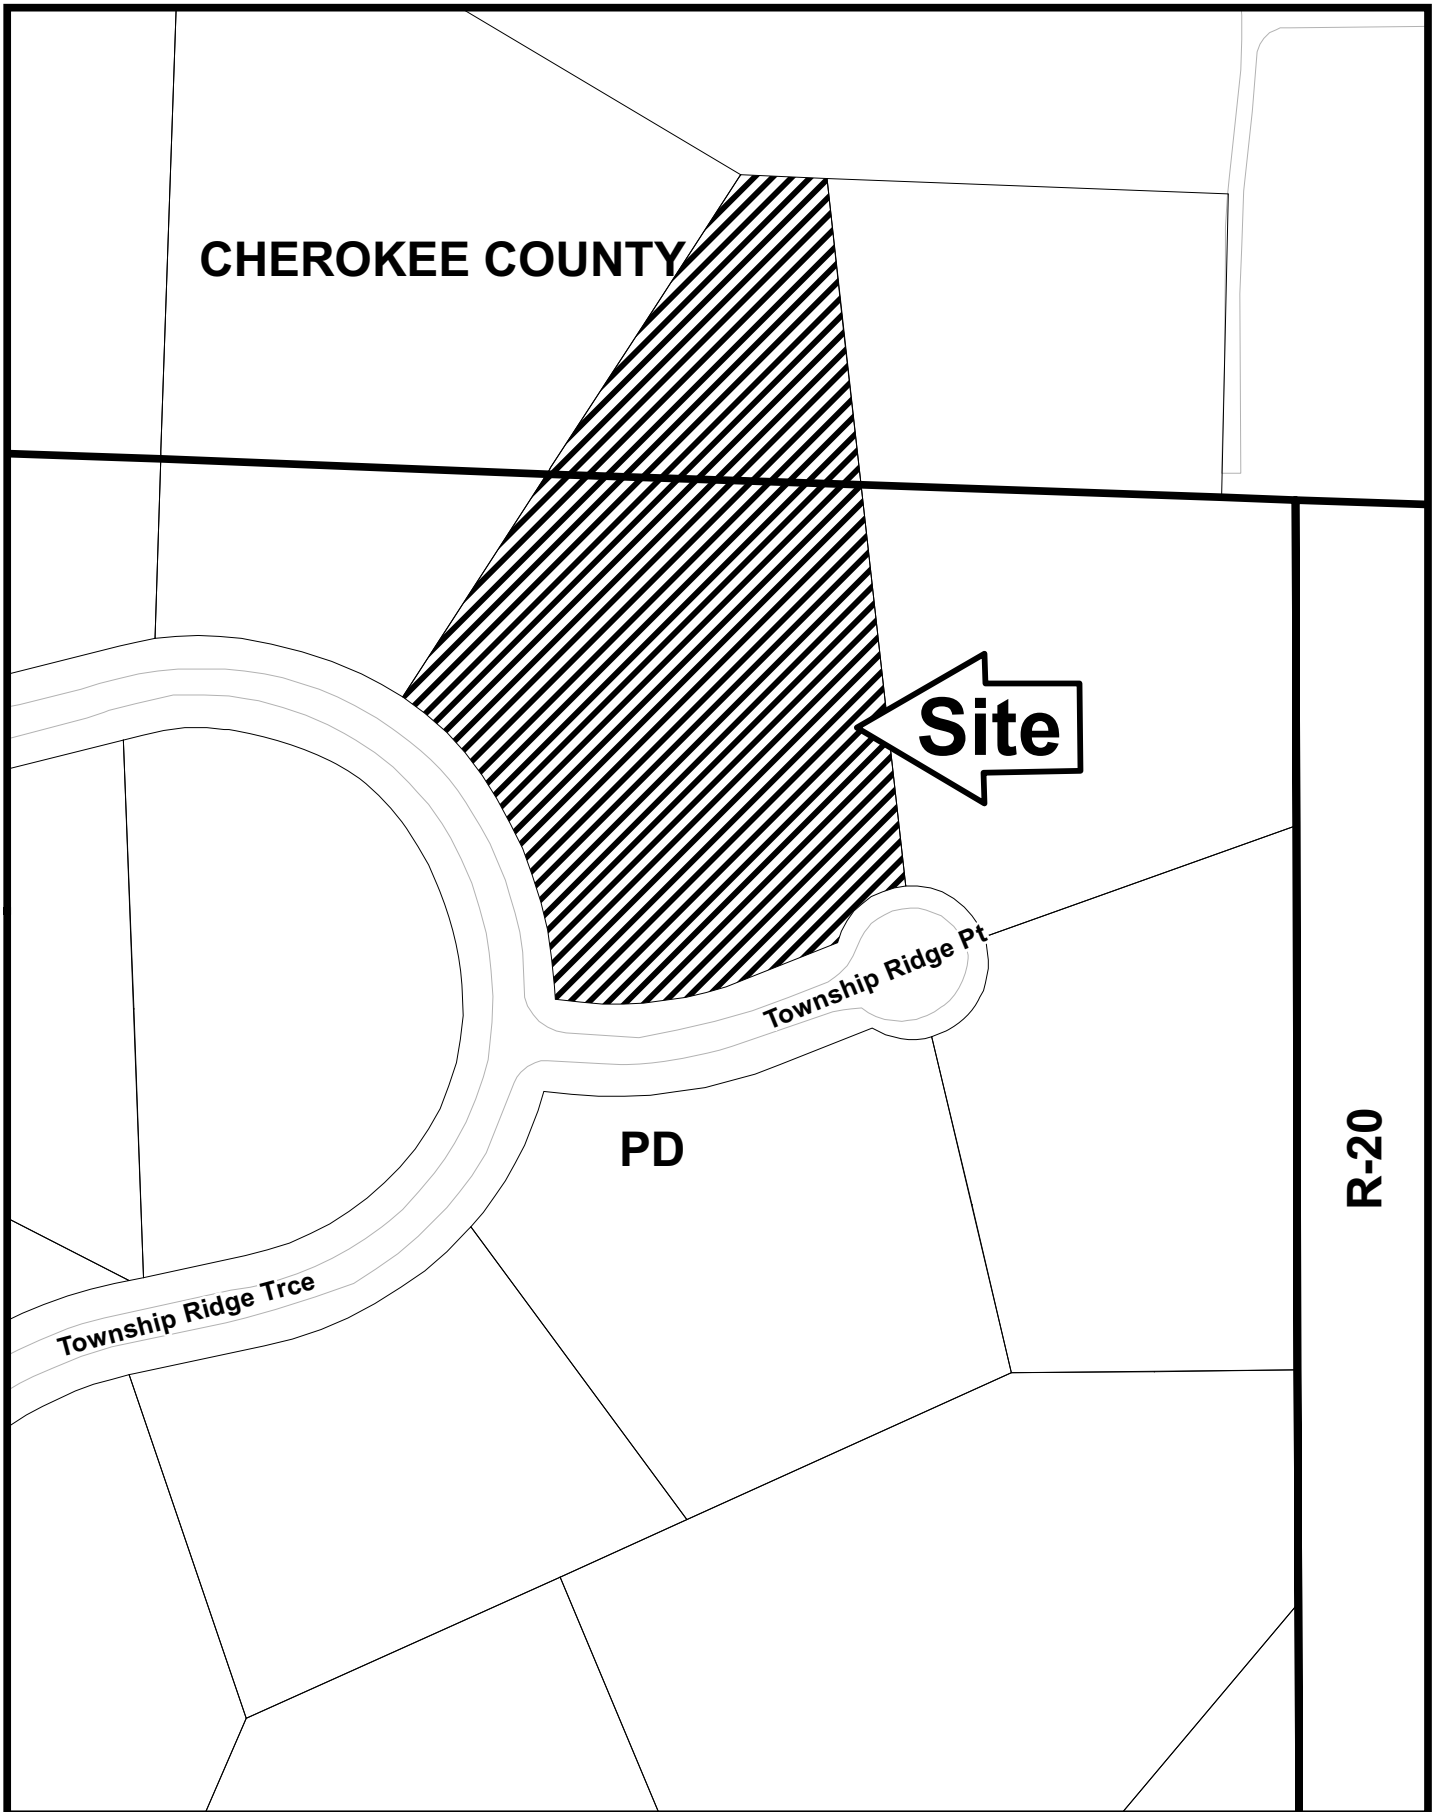 CHEROKEE COUNTY
Site
Township Ridge Pt
PD
R-20
Township Ridge Trce